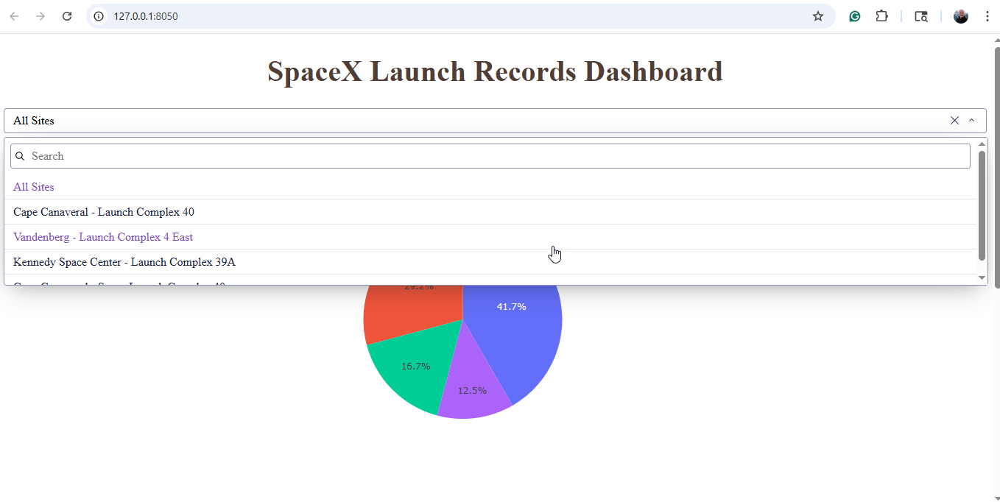 127.0.0.1:8050
SpaceX Launch Records Dashboard
All Sites
Search
All Sites
Cape Canaveral - Launch Complex 40
Vandenberg - Launch Complex 4 East
Kennedy Space Center - Launch Complex 39A
29.2%
41.7%
16.7%
12.5%